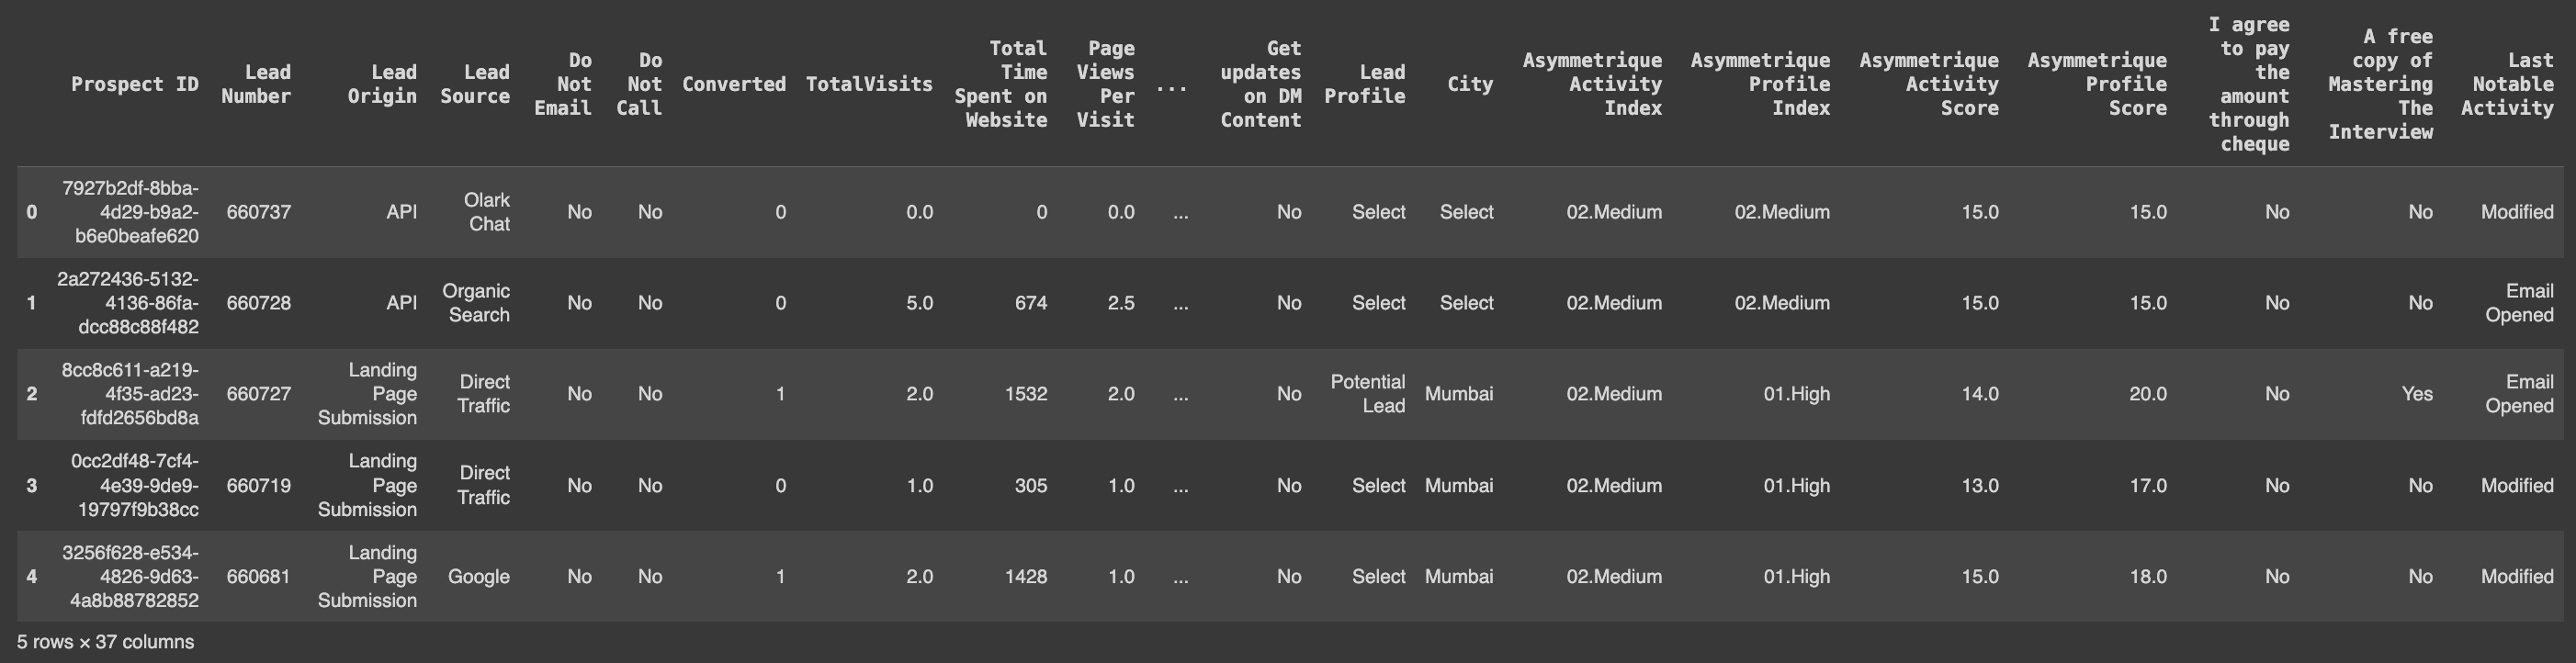 Prospect ID Lead Number Lead Origin Lead Source Do Not Email Do Not Call Converted TotalVisits Total Time Spent on Website Page Views Per Visit ... Get updates on DM Content Lead Profile City Asymmetrique Activity Index Asymmetrique Profile Index Asymmetrique Activity Score Asymmetrique Profile Score I agree to pay the amount through cheque A free copy of Mastering The Interview Last Notable Activity
0 7927b2df-8bba-4d29-b9a2-b6e0beafe620 660737 API Olark Chat No No 0 0.0 0 0.0 ... No Select Select 02.Medium 02.Medium 15.0 15.0 No No Modified
1 2a272436-5132-4136-86fa-dcc88c88f482 660728 API Organic Search No No 0 5.0 674 2.5 ... No Select Select 02.Medium 02.Medium 15.0 15.0 No No Email Opened
2 8cc8c611-a219-4f35-ad23-fdfd2656bd8a 660727 Landing Page Submission Direct Traffic No No 1 2.0 1532 2.0 ... No Potential Lead Mumbai 02.Medium 01.High 14.0 20.0 No Yes Email Opened
3 0cc2df48-7cf4-4e39-9de9-19797f9b38cc 660719 Landing Page Submission Direct Traffic No No 0 1.0 305 1.0 ... No Select Mumbai 02.Medium 01.High 13.0 17.0 No No Modified
4 3256f628-e534-4826-9d63-4a8b88782852 660681 Landing Page Submission Google No No 1 2.0 1428 1.0 ... No Select Mumbai 02.Medium 01.High 15.0 18.0 No No Modified
5 rows × 37 columns